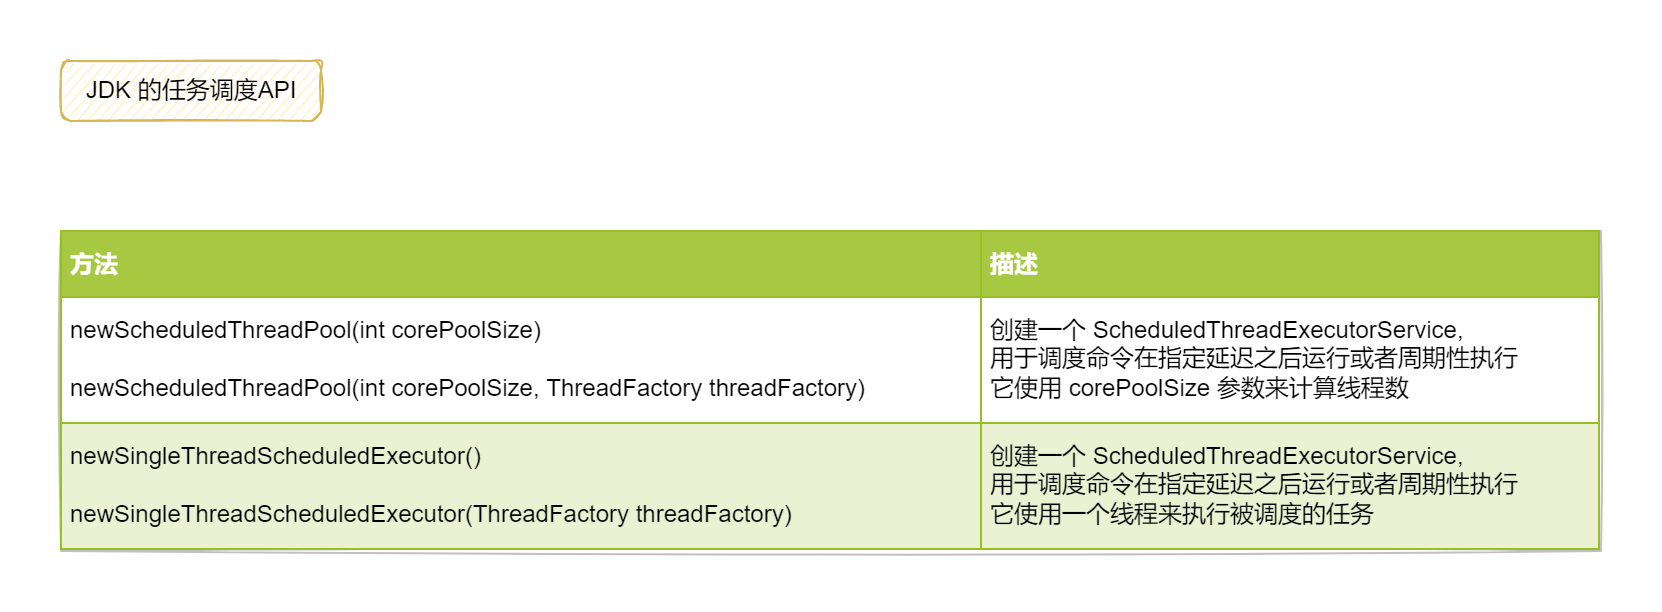 JDK 的任务调度API
方法
描述
newScheduledThreadPool(int corePoolSize)
newScheduledThreadPool(int corePoolSize, ThreadFactory threadFactory)
创建一个 ScheduledThreadExecutorService,
用于调度命令在指定延迟之后运行或者周期性执行
它使用 corePoolSize 参数来计算线程数
newSingleThreadScheduledExecutor()
newSingleThreadScheduledExecutor(ThreadFactory threadFactory)
创建一个 ScheduledThreadExecutorService,
用于调度命令在指定延迟之后运行或者周期性执行
它使用一个线程来执行被调度的任务